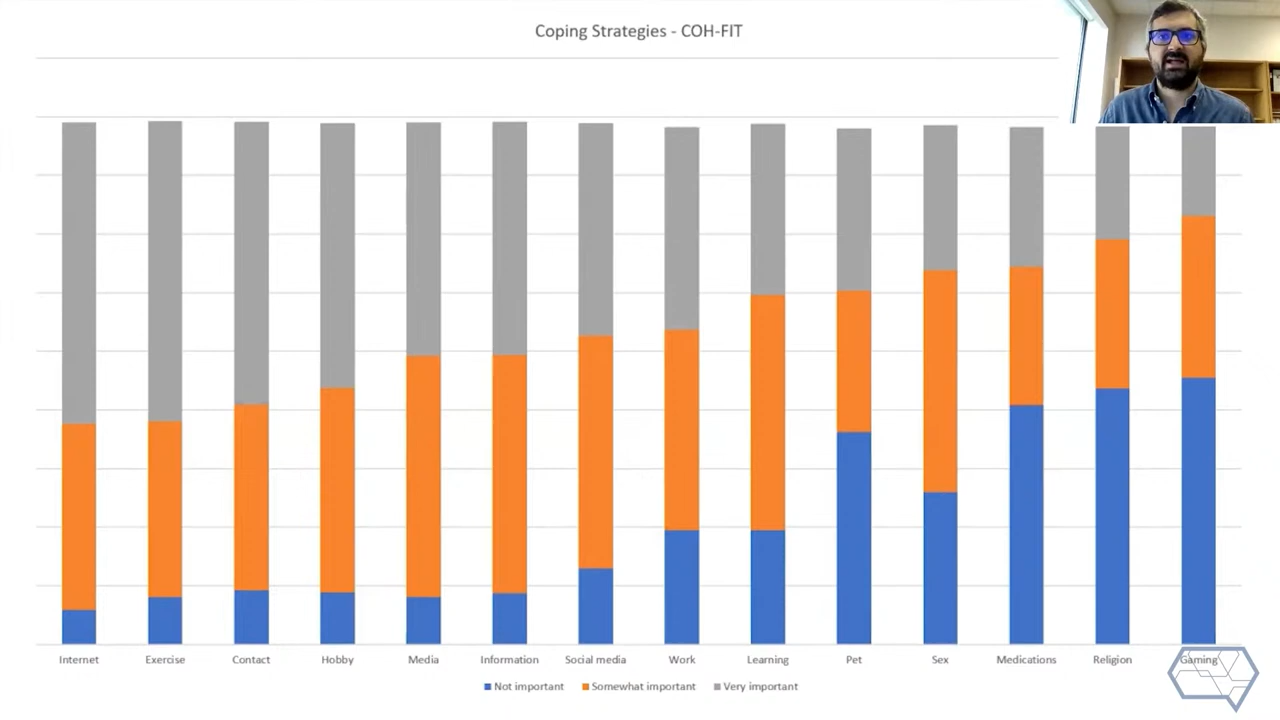 Coping Strategies - COH-FIT
Internet Exercise Contact Hobby Media Information Social media Work Learning Pet Sex Medications Religion Gaming
Not important Somewhat important Very important